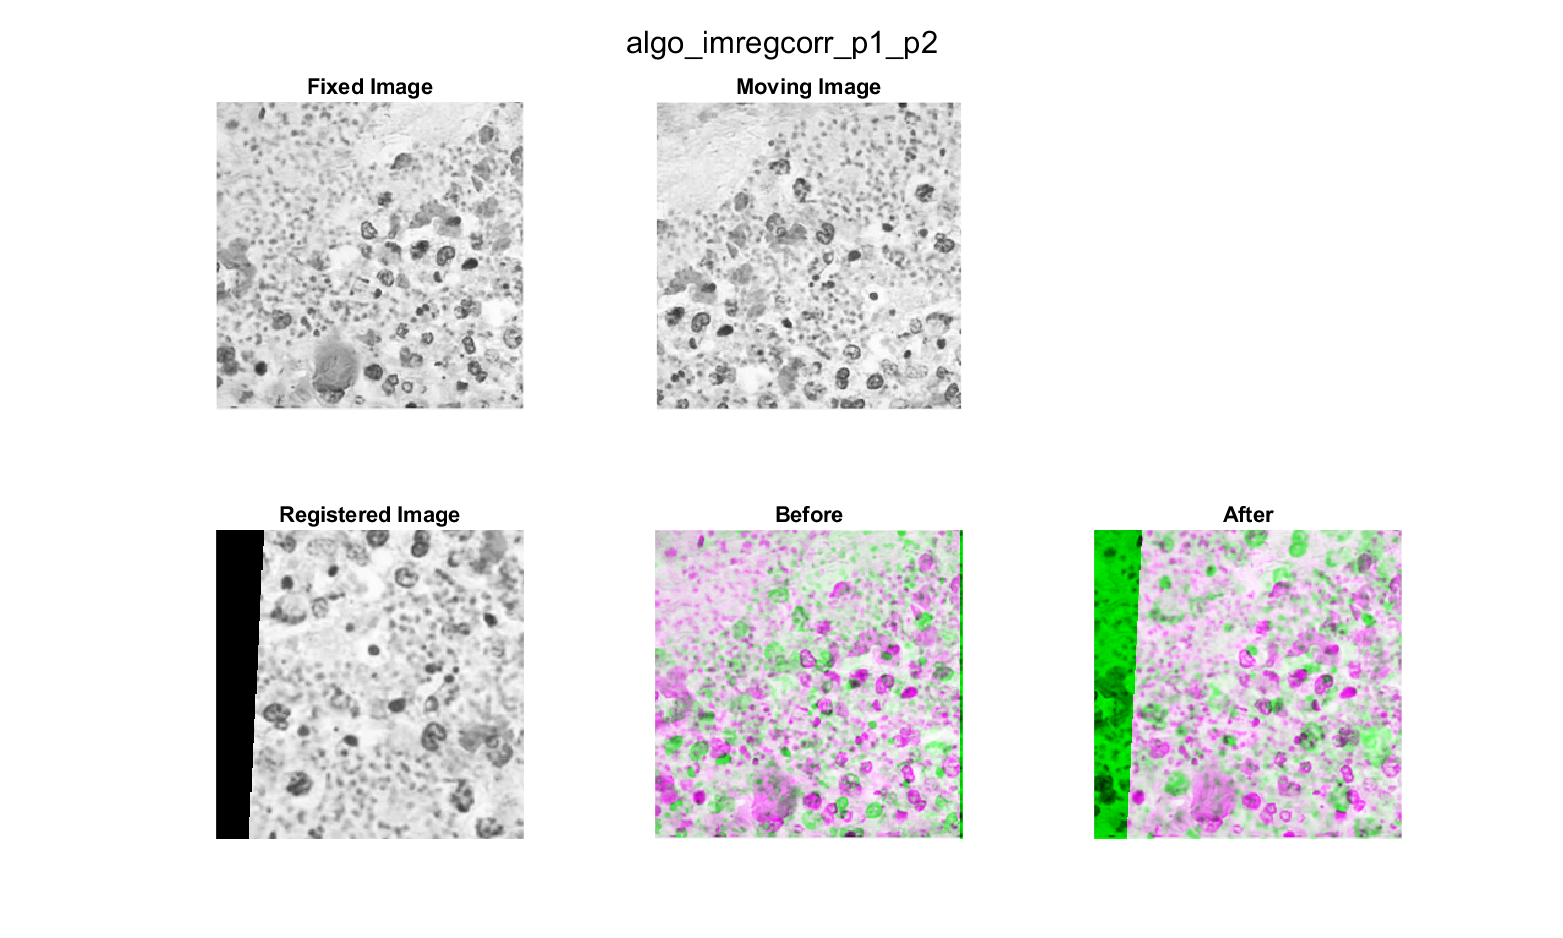 algo_imregcorr_p1_p2
Fixed Image
Moving Image
Registered Image
Before
After